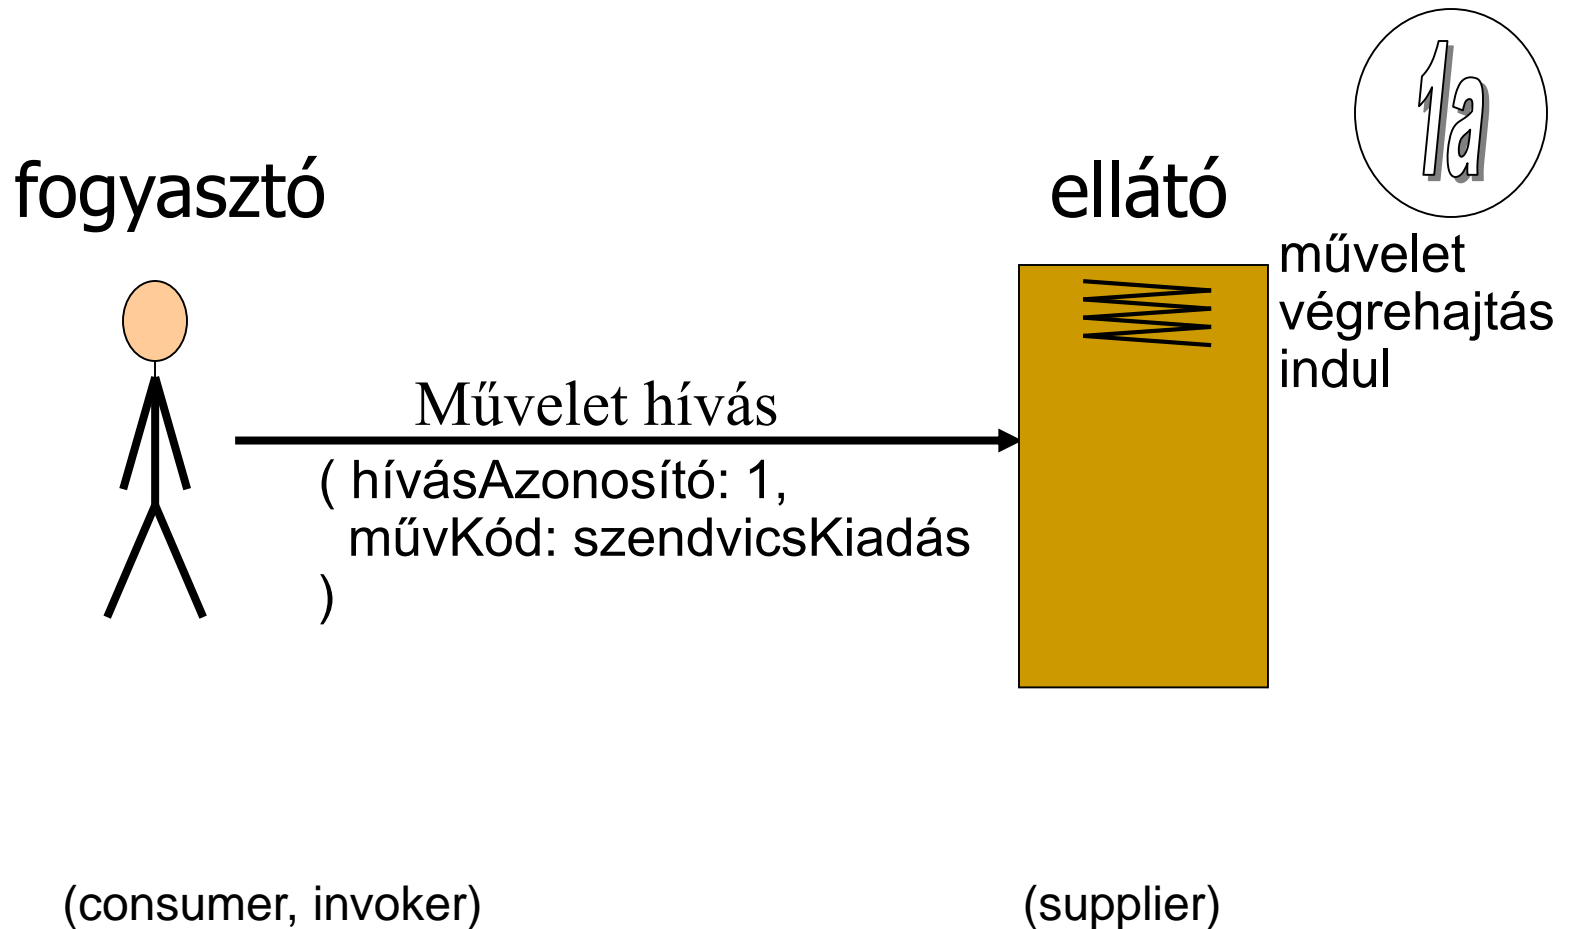 1a
fogyasztó
ellátó
művelet
végrehajtás
indul
Művelet hívás
( hívásAzonosító: 1,
művKód: szendvicsKiadás
)
(consumer, invoker)
(supplier)